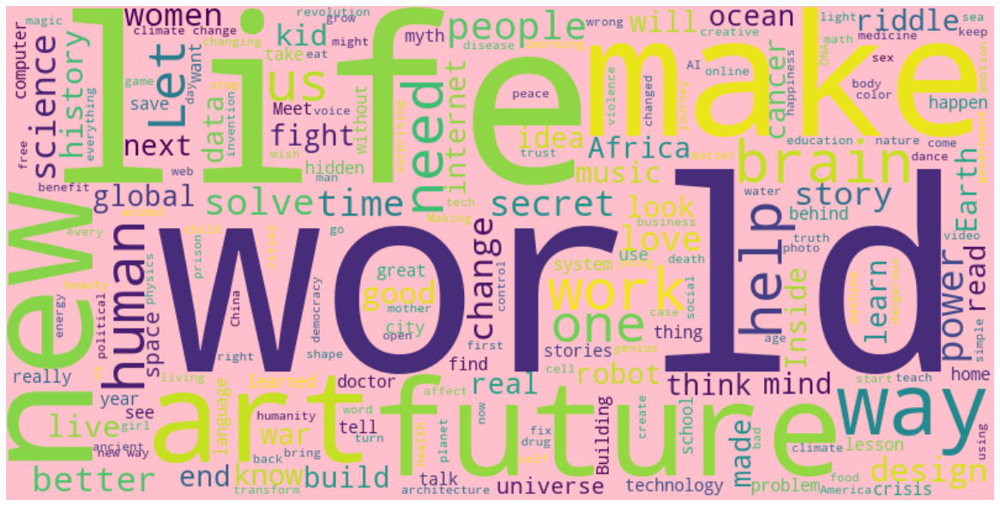 magic
women
revolution
grow
people
will
ocean
light
riddle
sea
climate change
kid
might
myth
wrong
creative
math
medicine
keep
computer
science
history
Let
want
changing
take
eat
disease
learning
life
make
AI
online
cancer
happiness
DNA
sex
emotion
game
us
without
need
internet
peace
violence
changed
journey
body
color
happen
everything
save
day
stop
data
invention
Meet
voice
fight
idea
Africa
education
nature
come
government
free
next
web
wish
hidden
surprising
trust
music
matter
brain
dance
Earth
benefit
global
man
solve
time
tech
Making
secret
look
business
water
help
behind
story
new
animal
every
human
child
cities
go
world
change
love
truth
photo
video
physics
prison
great
control
system
use
young
death
power
read
beauty
energy
political
space
China
democracy
good
mother
city
open
work
one
case
social
thing
age
Inside
machine
learn
dangerous
simple
right
shape
first
find
stories
genius
really
living
learned
doctor
real
cell
robot
think
mind
start
teach
home
year
see
art
language
affect
future
way
live
girl
humanity
war
word
tell
now
fix
create
school
made
bad
climate
lesson
using
ancient
new way
back
bring
turn
health
planet
drug
self
Building
better
end
know
transform
build
talk
architecture
universe
technology
problem
food
America
design
crisis